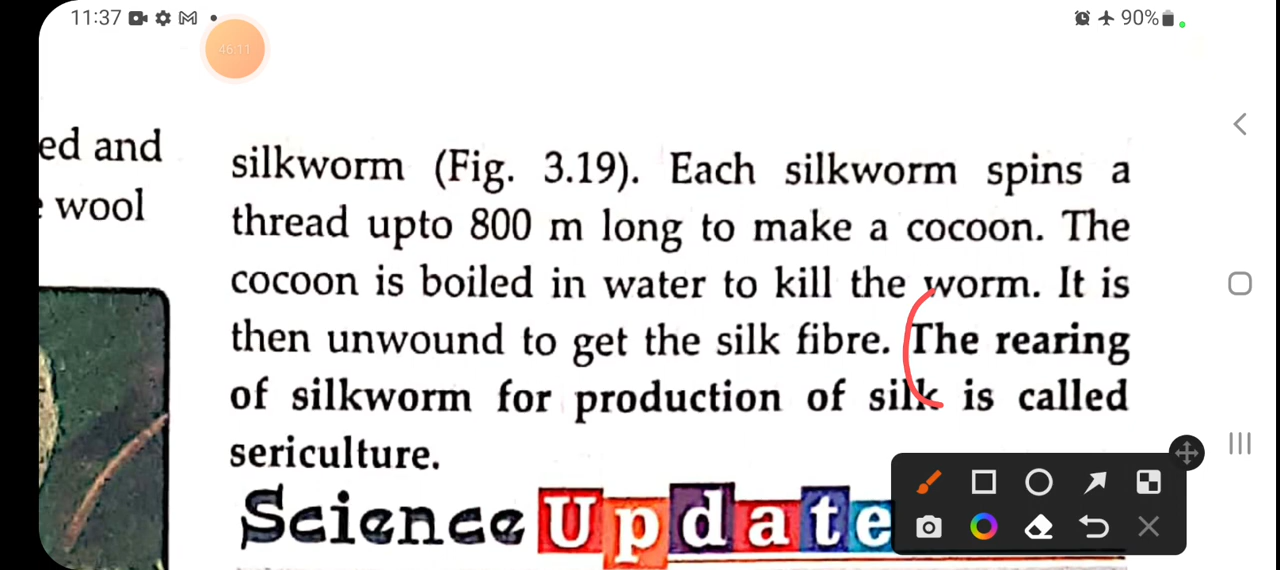 11:37
90%
46:11
ed and
wool
silkworm (Fig. 3.19). Each silkworm spins a
thread upto 800 m long to make a cocoon. The
cocoon is boiled in water to kill the worm. It is
then unwound to get the silk fibre. The rearing
of silkworm for production of silk is called
sericulture.
Science Update